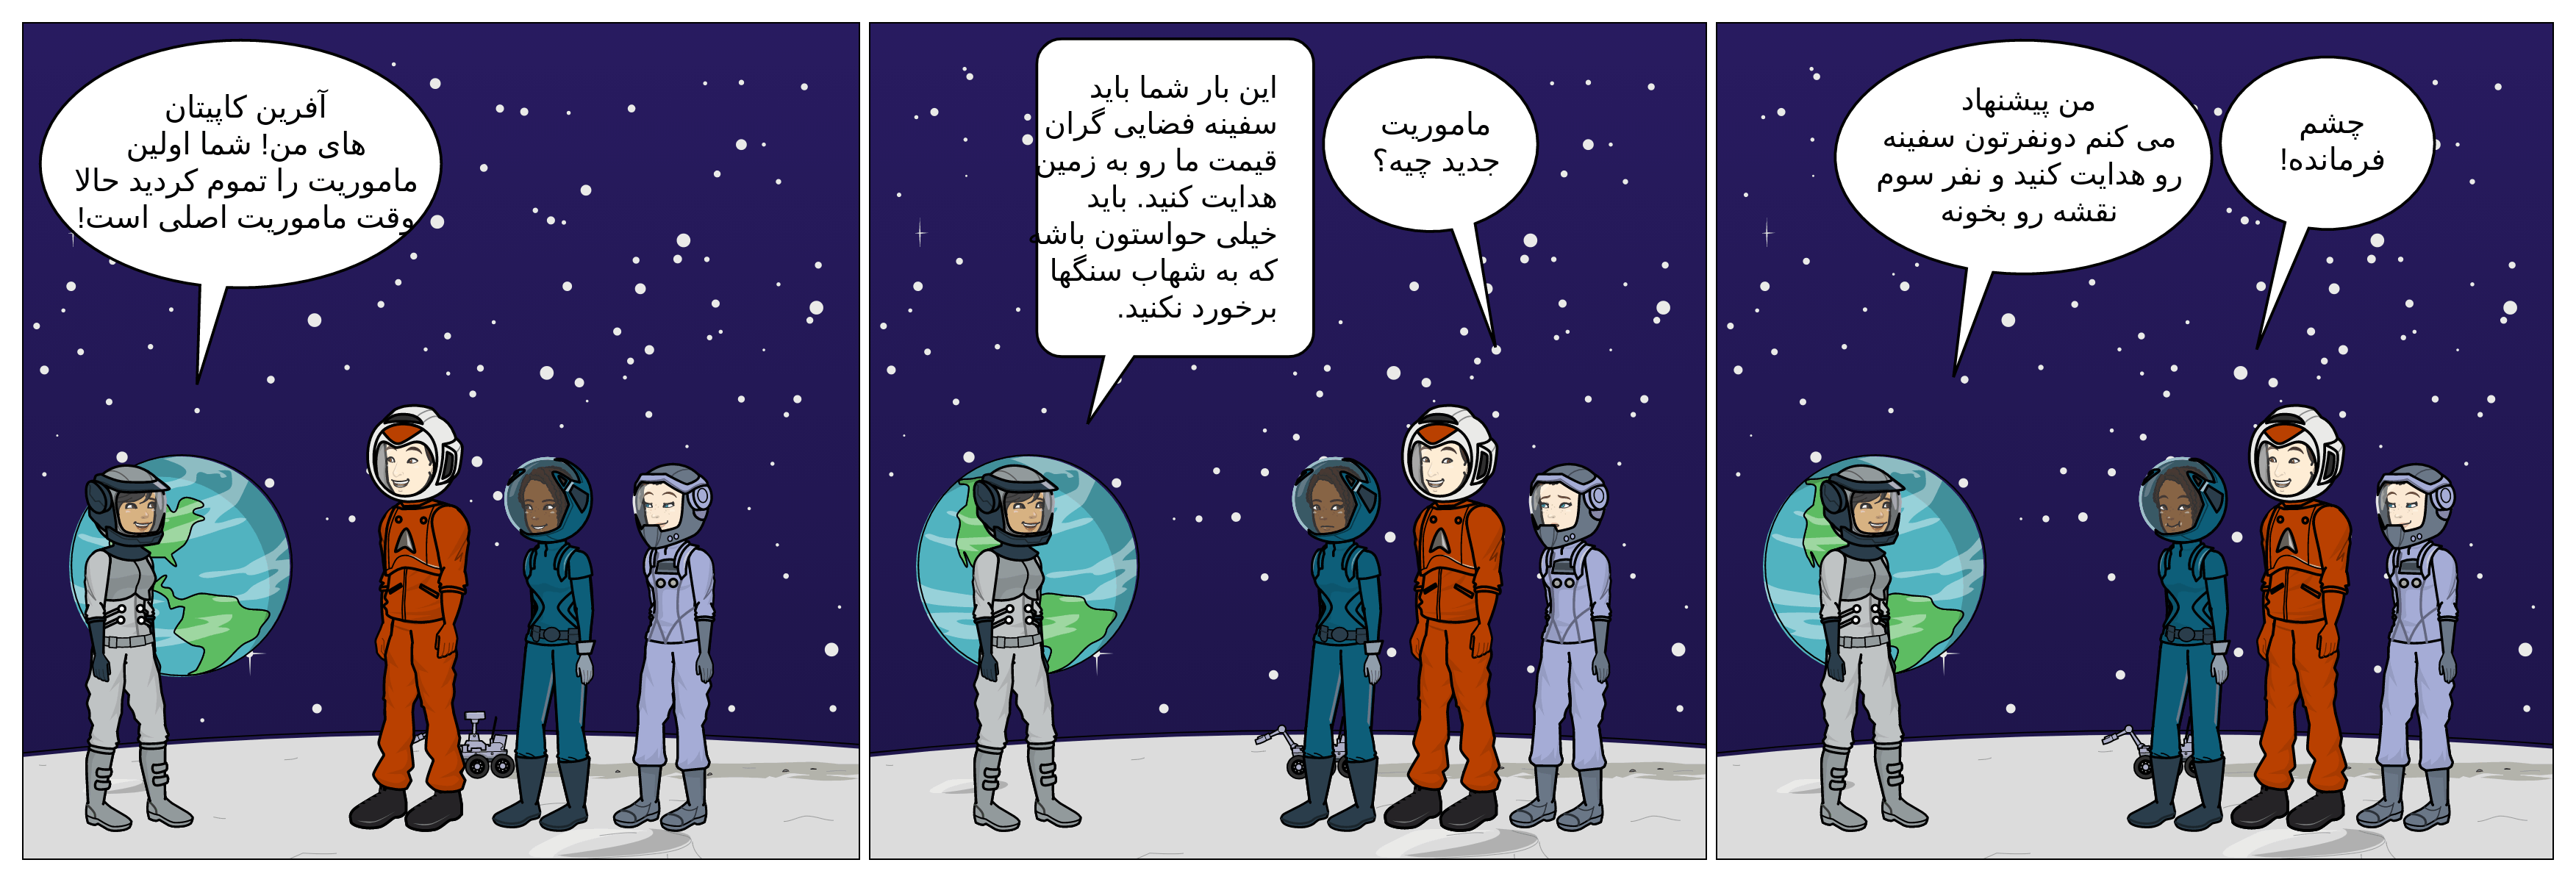 آفرین کاپیتان
های من! شما اولین
ماموریت را تموم کردید حالا
وقت ماموریت اصلی است!
ماموریت
جدید چیه؟
این بار شما باید
سفینه فضایی گران
قیمت ما رو به زمین
هدایت کنید. باید
خیلی حواستون باشه
که به شهاب سنگها
برخورد نکنید.
من پیشنهاد
می کنم دونفرتون سفینه
رو هدایت کنید و نفر سوم
نقشه رو بخونه
چشم
فرمانده!